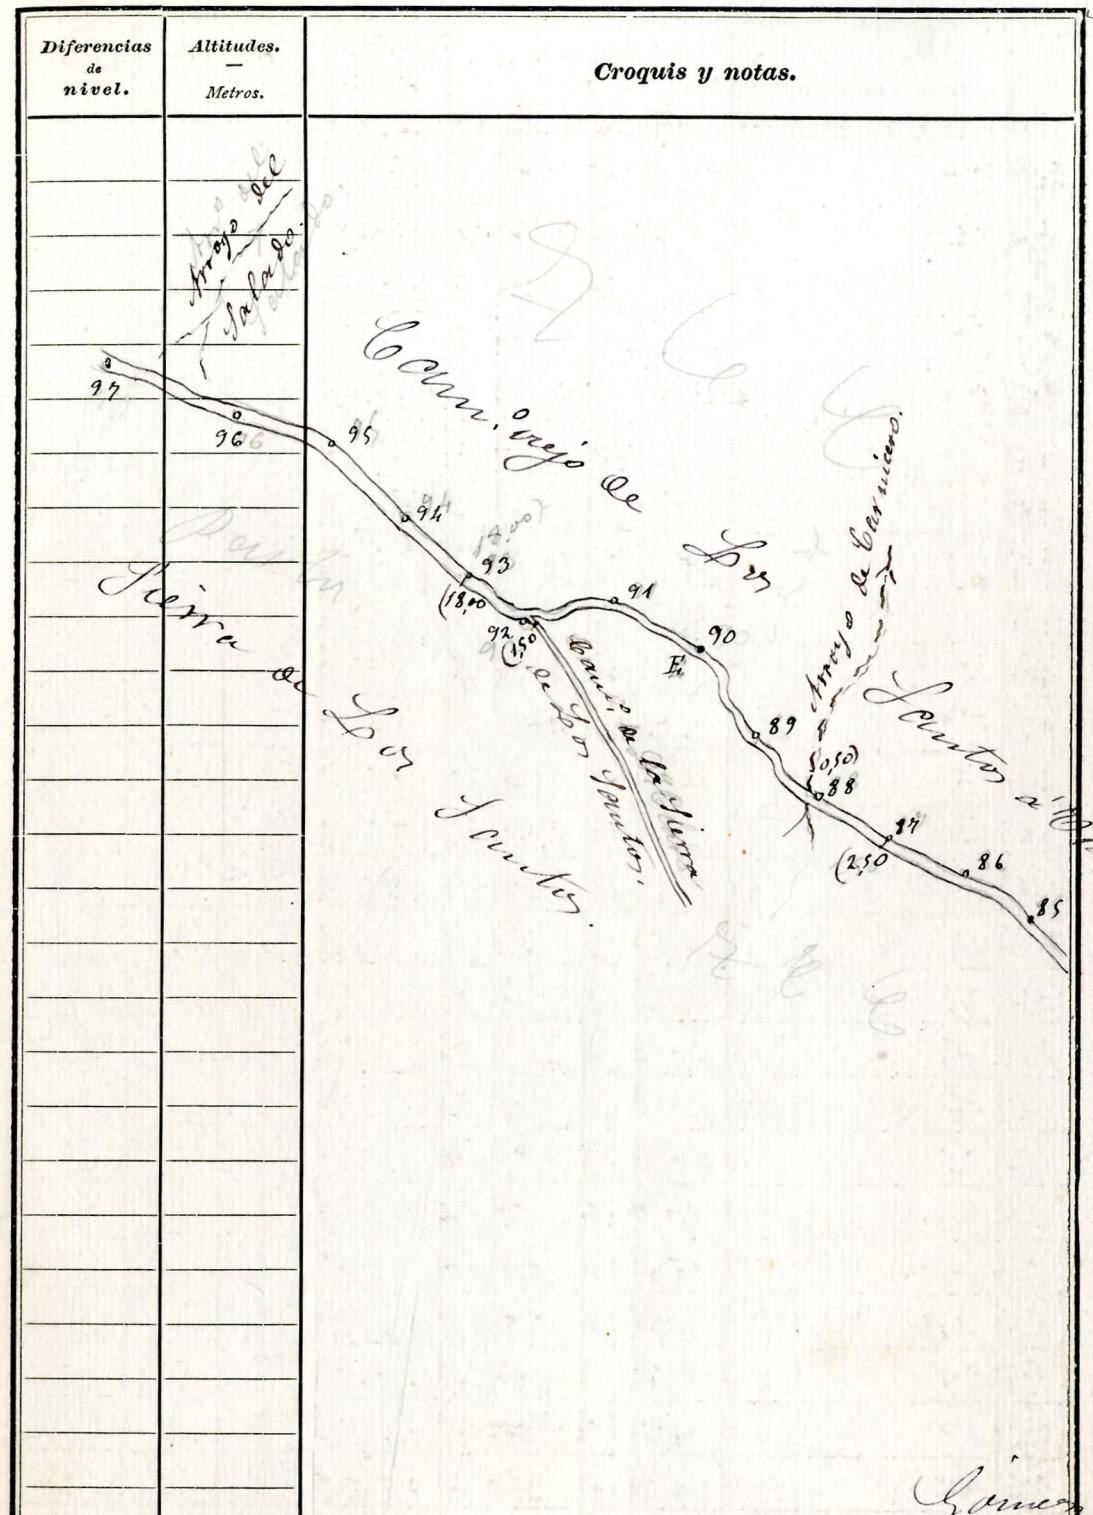 Diferencias
de
nivel.
Altitudes.
—
Metros.
Croquis y notas.
Arroyo del
Salado.
97
96
95
94
93
(18,00
92
(1,50
91
90
E.
89
(0,50)
88
87
(2,50
86
85
Cam.º viejo de Los Santos á
Arroyo de Carnicero.
Sierra de Los Santos.
Cam.º de la Sierra
de Los Santos.